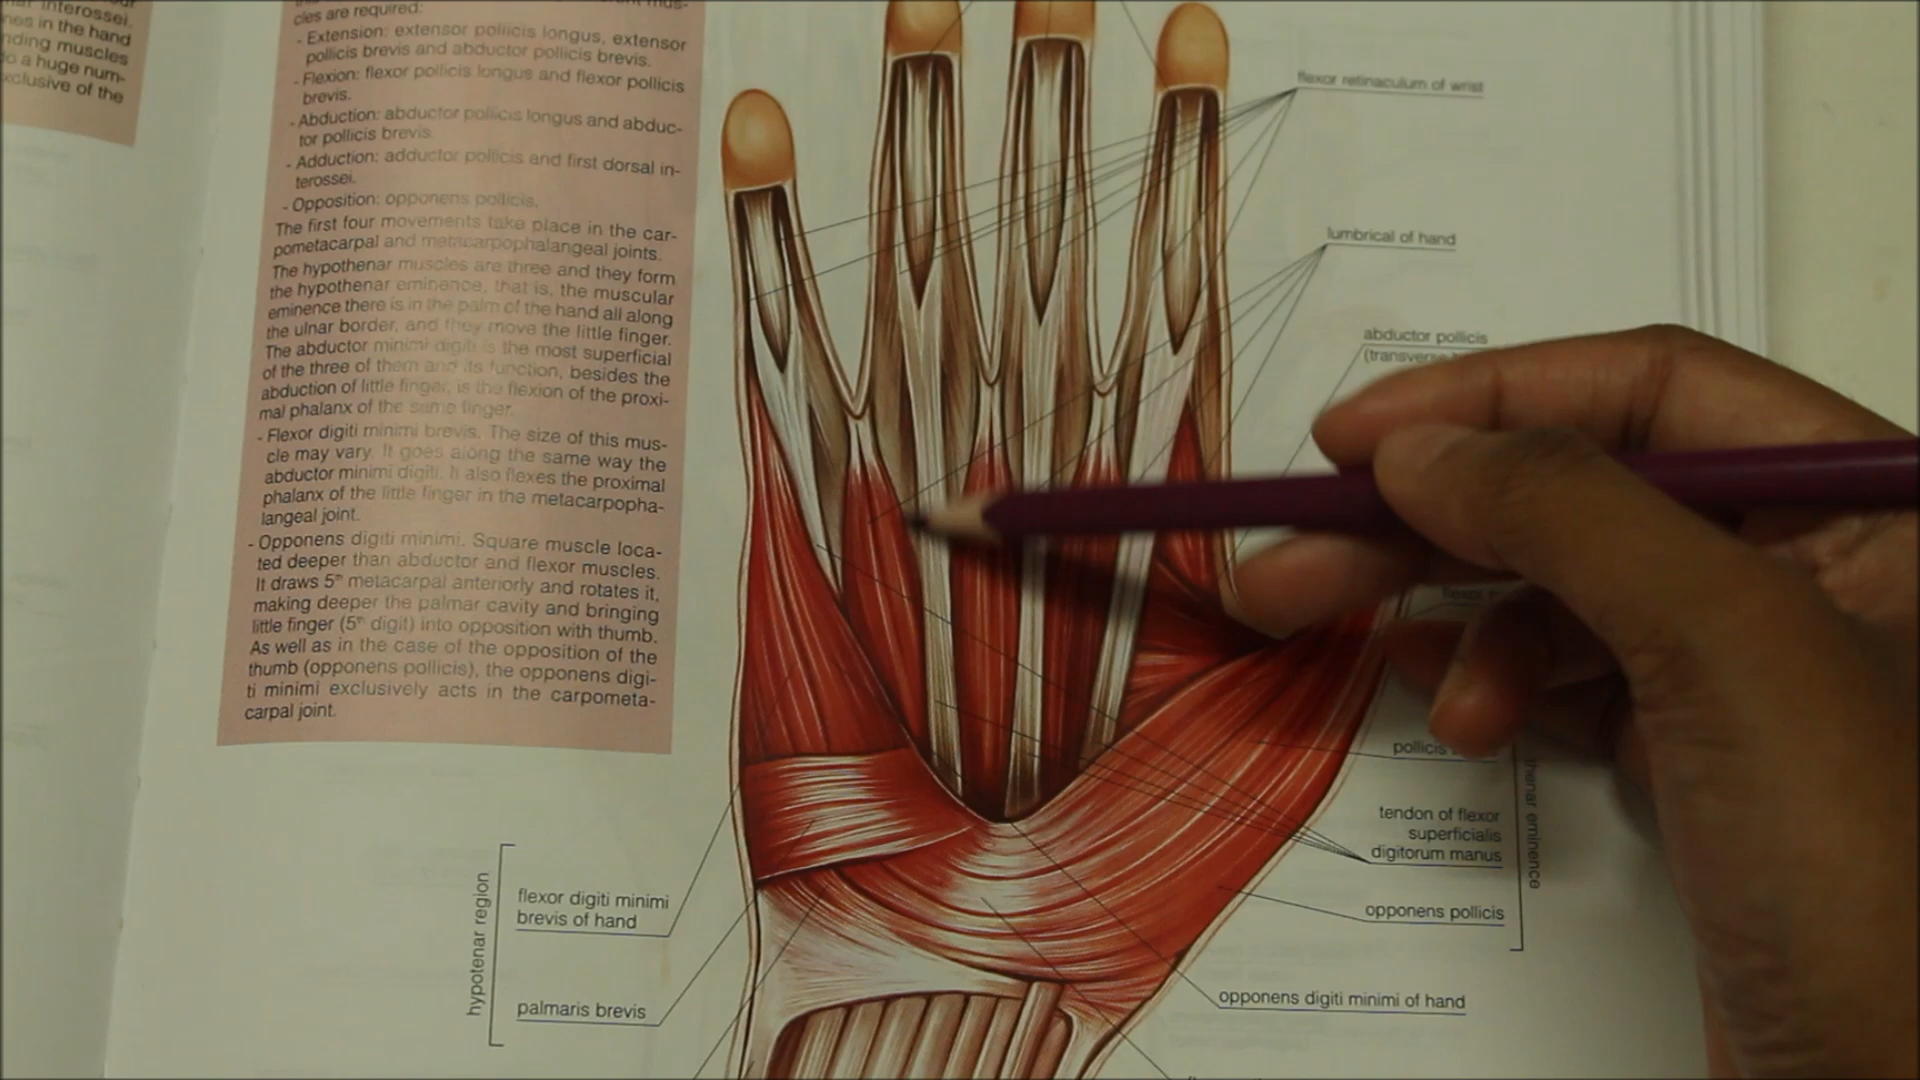 interossei.
nes in the hand
nding muscles
o a huge num-
xclusive of the
cles are required:
- Extension: extensor pollicis longus, extensor
pollicis brevis and abductor pollicis brevis.
- Flexion: flexor pollicis longus and flexor pollicis
brevis.
- Abduction: abductor pollicis longus and abduc-
tor pollicis brevis.
- Adduction: adductor pollicis and first dorsal in-
terossei.
- Opposition: opponens pollicis.
The first four movements take place in the car-
pometacarpal and metacarpophalangeal joints.
The hypothenar muscles are three and they form
the hypothenar eminence, that is, the muscular
eminence there is in the palm of the hand all along
the ulnar border, and they move the little finger.
The abductor minimi digiti is the most superficial
of the three of them and its function, besides the
abduction of little finger, is the flexion of the proxi-
mal phalanx of the same finger.
- Flexor digiti minimi brevis. The size of this mus-
cle may vary. It goes along the same way the
abductor minimi digiti. It also flexes the proximal
phalanx of the little finger in the metacarpopha-
langeal joint.
- Opponens digiti minimi. Square muscle loca-
ted deeper than abductor and flexor muscles.
It draws 5th metacarpal anteriorly and rotates it,
making deeper the palmar cavity and bringing
little finger (5th digit) into opposition with thumb.
As well as in the case of the opposition of the
thumb (opponens pollicis), the opponens digi-
ti minimi exclusively acts in the carpometa-
carpal joint.
flexor retinaculum of wrist
lumbrical of hand
abductor pollicis
(transverse
pollicis
tendon of flexor
superficialis
digitorum manus
thenar eminence
opponens pollicis
opponens digiti minimi of hand
hypotenar region
flexor digiti minimi
brevis of hand
palmaris brevis